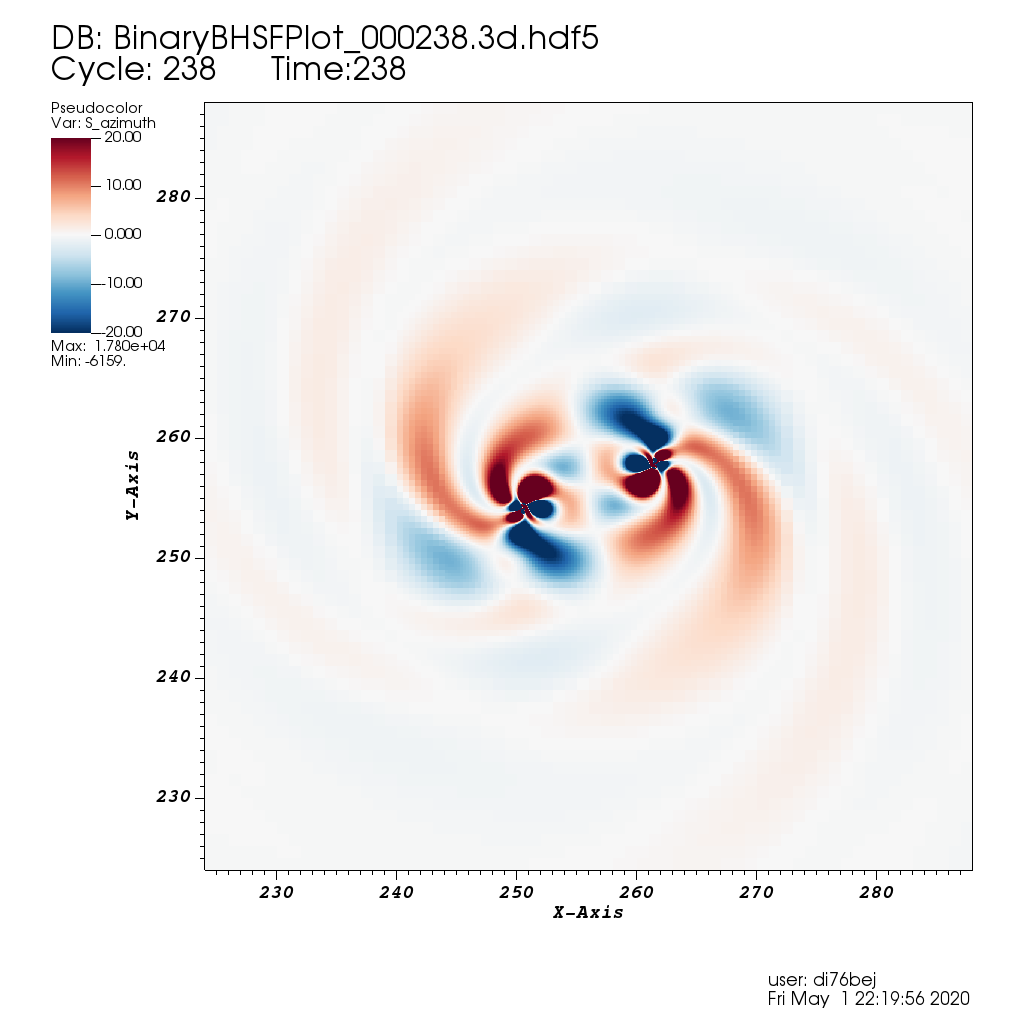 DB: BinaryBHSFPlot_000238.3d.hdf5
Cycle: 238 Time:238
Pseudocolor
Var: S_azimuth
20.00
10.00
0.000
-10.00
-20.00
Max: 1.780e+04
Min: -6159.
280
270
260
250
240
230
Y-Axis
230 240 250 260 270 280
X-Axis
user: di76bej
Fri May 1 22:19:56 2020